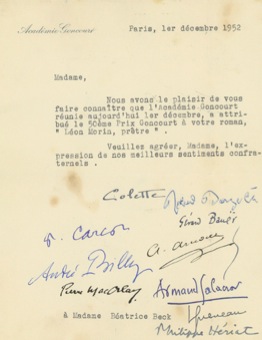 Académie Goncourt
Paris, 1er décembre 1952
Madame,
Nous avons le plaisir de vous
faire connaître que l'Académie Goncourt
réunie aujourd'hui 1er décembre, a attri-
bué le 50ème Prix Goncourt à votre roman,
" Léon Morin, prêtre " .
Veuillez agréer, Madame, l'ex-
pression de nos meilleurs sentiments confra-
ternels .
Colette
Gérard Bauër
Carco
A. Arnoux
André Billy
Pierre Mac Orlan
Armand Salacrou
Queneau
à Madame Béatrice Beck
Philippe Hériat